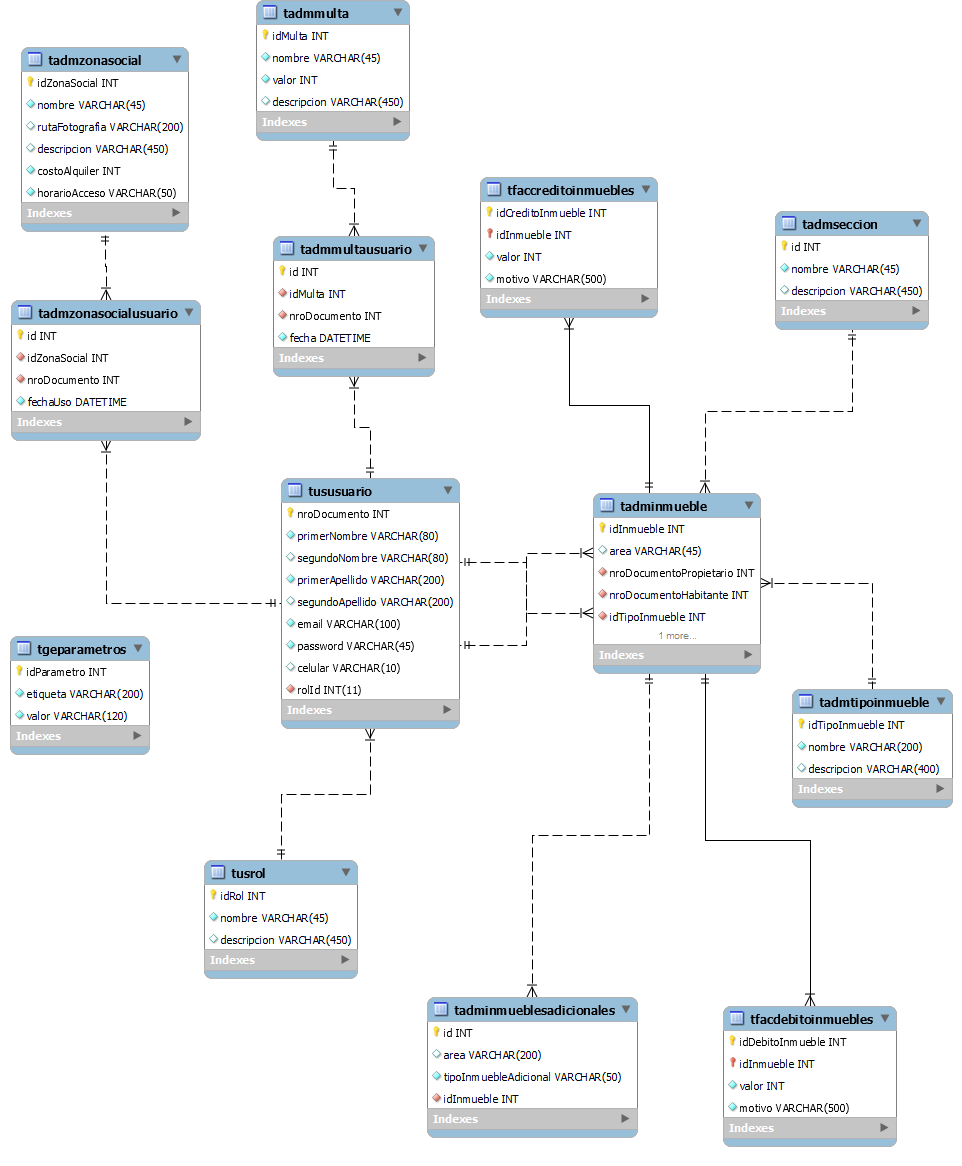 tadmmulta
idMulta INT
nombre VARCHAR(45)
valor INT
descripcion VARCHAR(450)
Indexes
tadmzonasocial
idZonaSocial INT
nombre VARCHAR(45)
rutaFotografia VARCHAR(200)
descripcion VARCHAR(450)
costoAlquiler INT
horarioAcceso VARCHAR(50)
Indexes
tfaccreditoinmuebles
idCreditoInmueble INT
idInmueble INT
valor INT
motivo VARCHAR(500)
Indexes
tadmseccion
id INT
nombre VARCHAR(45)
descripcion VARCHAR(450)
Indexes
tadmmultausuario
id INT
idMulta INT
nroDocumento INT
fecha DATETIME
Indexes
tadmzonasocialusuario
id INT
idZonaSocial INT
nroDocumento INT
fechaUso DATETIME
Indexes
tususuario
nroDocumento INT
primerNombre VARCHAR(80)
segundoNombre VARCHAR(80)
primerApellido VARCHAR(200)
segundoApellido VARCHAR(200)
email VARCHAR(100)
password VARCHAR(45)
celular VARCHAR(10)
rolId INT(11)
Indexes
tadminmueble
idInmueble INT
area VARCHAR(45)
nroDocumentoPropietario INT
nroDocumentoHabitante INT
idTipoInmueble INT
1 more...
Indexes
tgeparametros
idParametro INT
etiqueta VARCHAR(200)
valor VARCHAR(120)
Indexes
tadmtipoinmueble
idTipoInmueble INT
nombre VARCHAR(200)
descripcion VARCHAR(400)
Indexes
tusrol
idRol INT
nombre VARCHAR(45)
descripcion VARCHAR(450)
Indexes
tadminmueblesadicionales
id INT
area VARCHAR(200)
tipoInmuebleAdicional VARCHAR(50)
idInmueble INT
Indexes
tfacdebitoinmuebles
idDebitoInmueble INT
idInmueble INT
valor INT
motivo VARCHAR(500)
Indexes